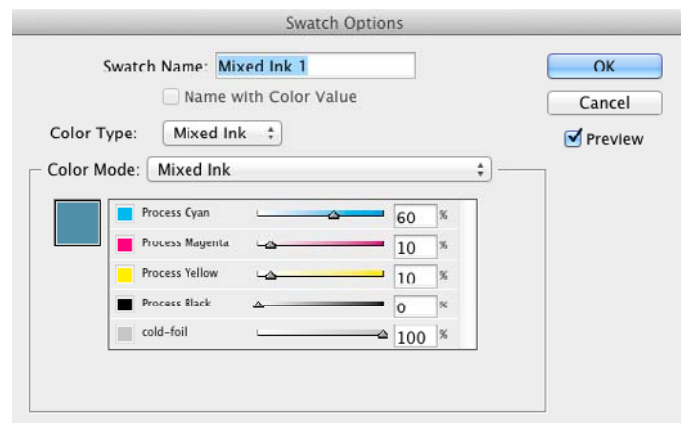 Swatch Options
Swatch Name: Mixed Ink 1
OK
Name with Color Value
Cancel
Color Type: Mixed Ink
Preview
Color Mode: Mixed Ink
Process Cyan 60 %
Process Magenta 10 %
Process Yellow 10 %
Process Black 0 %
cold-foil 100 %